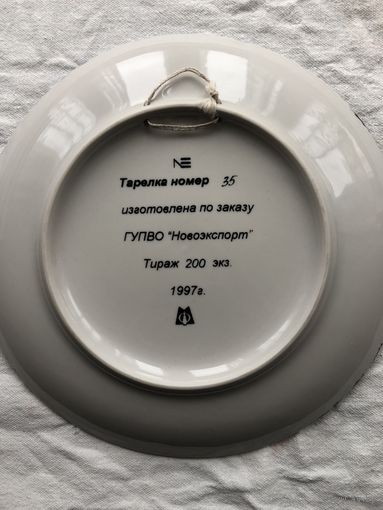 NE
Тарелка номер 35
изготовлена по заказу
ГУПВО "Новоэкспорт"
Тираж 200 экз.
1997г.